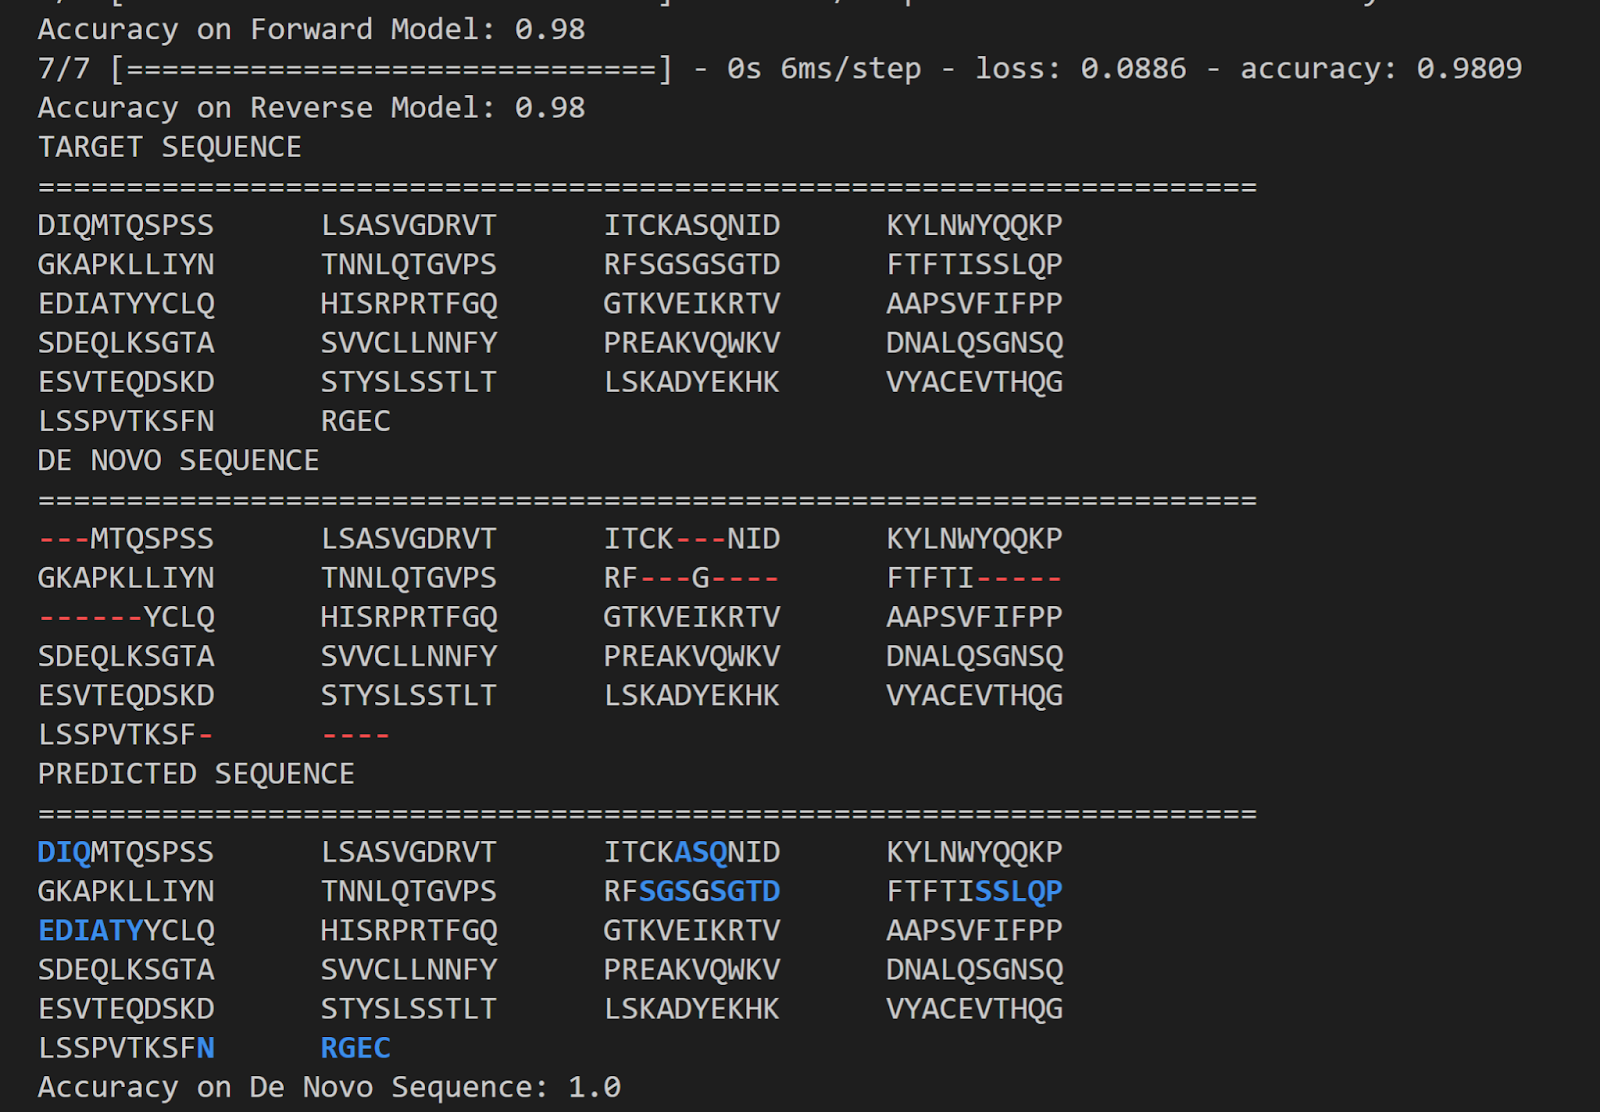 Accuracy on Forward Model: 0.98
7/7 [==============================] - 0s 6ms/step - loss: 0.0886 - accuracy: 0.9809
Accuracy on Reverse Model: 0.98
TARGET SEQUENCE
=====================================================================
DIQMTQSPSS      LSASVGDRVT      ITCKASQNID      KYLNWYQQKP
GKAPKLLIYN      TNNLQTGVPS      RFSGSGSGTD      FTFTISSLQP
EDIATYYCLQ      HISRPRTFGQ      GTKVEIKRTV      AAPSVFIFPP
SDEQLKSGTA      SVVCLLNNFY      PREAKVQWKV      DNALQSGNSQ
ESVTEQDSKD      STYSLSSTLT      LSKADYEKHK      VYACEVTHQG
LSSPVTKSFN      RGEC
DE NOVO SEQUENCE
=====================================================================
---MTQSPSS      LSASVGDRVT      ITCK---NID      KYLNWYQQKP
GKAPKLLIYN      TNNLQTGVPS      RF---G----      FTFTI-----
------YCLQ      HISRPRTFGQ      GTKVEIKRTV      AAPSVFIFPP
SDEQLKSGTA      SVVCLLNNFY      PREAKVQWKV      DNALQSGNSQ
ESVTEQDSKD      STYSLSSTLT      LSKADYEKHK      VYACEVTHQG
LSSPVTKSF-      ----
PREDICTED SEQUENCE
=====================================================================
DIQMTQSPSS      LSASVGDRVT      ITCKASQNID      KYLNWYQQKP
GKAPKLLIYN      TNNLQTGVPS      RFSGSGSGTD      FTFTISSLQP
EDIATYYCLQ      HISRPRTFGQ      GTKVEIKRTV      AAPSVFIFPP
SDEQLKSGTA      SVVCLLNNFY      PREAKVQWKV      DNALQSGNSQ
ESVTEQDSKD      STYSLSSTLT      LSKADYEKHK      VYACEVTHQG
LSSPVTKSFN      RGEC
Accuracy on De Novo Sequence: 1.0